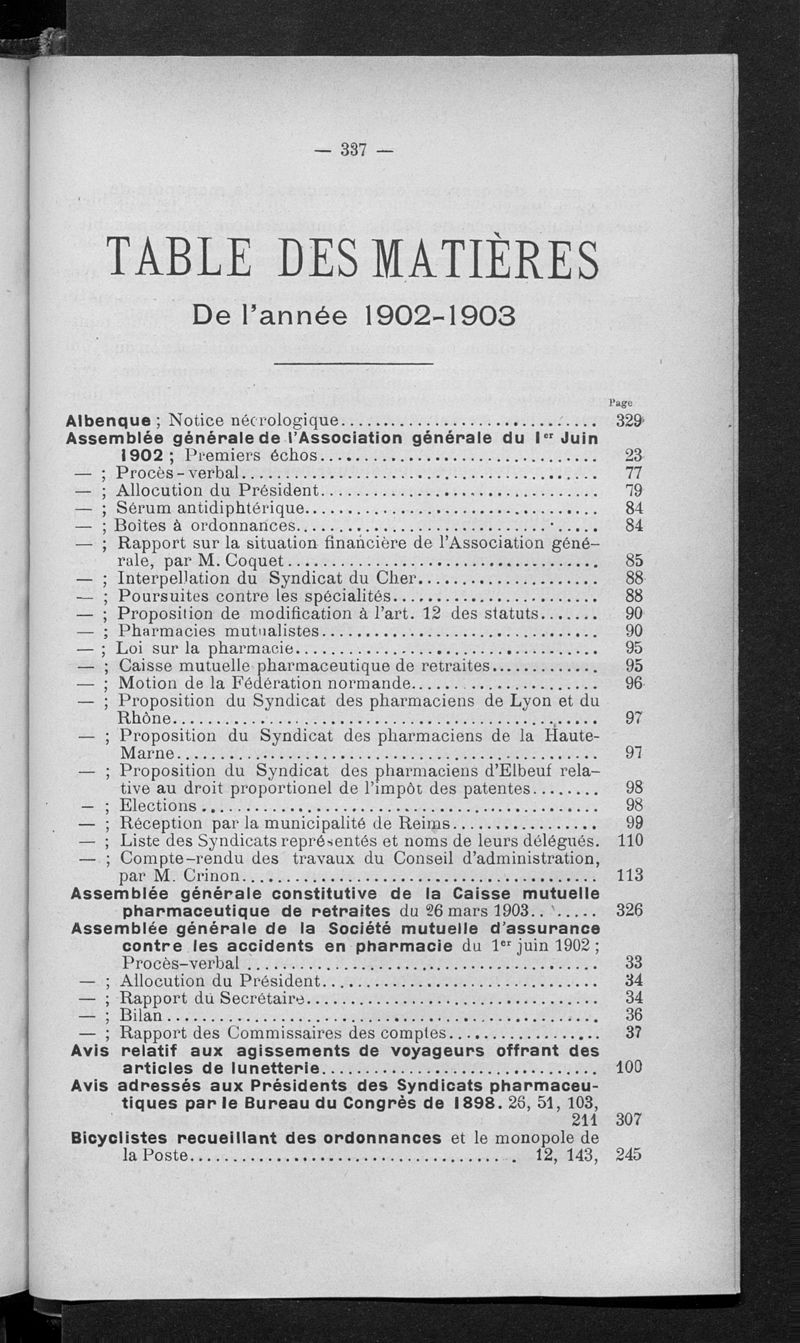 — 337 —
TABLE DES MATIÈRES
De l'année 1902-1903
Page
Albenque ; Notice nécrologique.............................. 329
Assemblée générale de l'Association générale du 1er Juin
1902 ; Premiers échos................................. 23
— ; Procès-verbal.......................................... 77
— ; Allocution du Président................................. 79
— ; Sérum antidiphtérique................................... 84
— ; Boîtes à ordonnances................................... 84
— ; Rapport sur la situation financière de l'Association géné-
rale, par M. Coquet..................................... 85
— ; Interpellation du Syndicat du Cher..................... 88
— ; Poursuites contre les spécialités........................ 88
— ; Proposition de modification à l'art. 12 des statuts....... 90
— ; Pharmacies mutualistes................................. 90
— ; Loi sur la pharmacie.................................... 95
— ; Caisse mutuelle pharmaceutique de retraites............. 95
— ; Motion de la Fédération normande...................... 96
— ; Proposition du Syndicat des pharmaciens de Lyon et du
Rhône.................................................. 97
— ; Proposition du Syndicat des pharmaciens de la Haute-
Marne.................................................. 97
— ; Proposition du Syndicat des pharmaciens d'Elbeuf rela-
tive au droit proportionel de l'impôt des patentes........ 98
— ; Elections............................................... 98
— ; Réception par la municipalité de Reims................. 99
— ; Liste des Syndicats représentés et noms de leurs délégués. 110
— ; Compte-rendu des travaux du Conseil d'administration,
par M. Crinon.......................................... 113
Assemblée générale constitutive de la Caisse mutuelle
pharmaceutique de retraites du 26 mars 1903........ 326
Assemblée générale de la Société mutuelle d'assurance
contre les accidents en pharmacie du 1er juin 1902 ;
Procès-verbal.......................................... 33
— ; Allocution du Président................................. 34
— ; Rapport du Secrétaire.................................. 34
— ; Bilan................................................... 36
— ; Rapport des Commissaires des comptes.................. 37
Avis relatif aux agissements de voyageurs offrant des
articles de lunetterie................................. 100
Avis adressés aux Présidents des Syndicats pharmaceu-
tiques par le Bureau du Congrès de 1898. 26, 51, 103,
211 307
Bicyclistes recueillant des ordonnances et le monopole de
la Poste....................................... 12, 143, 245